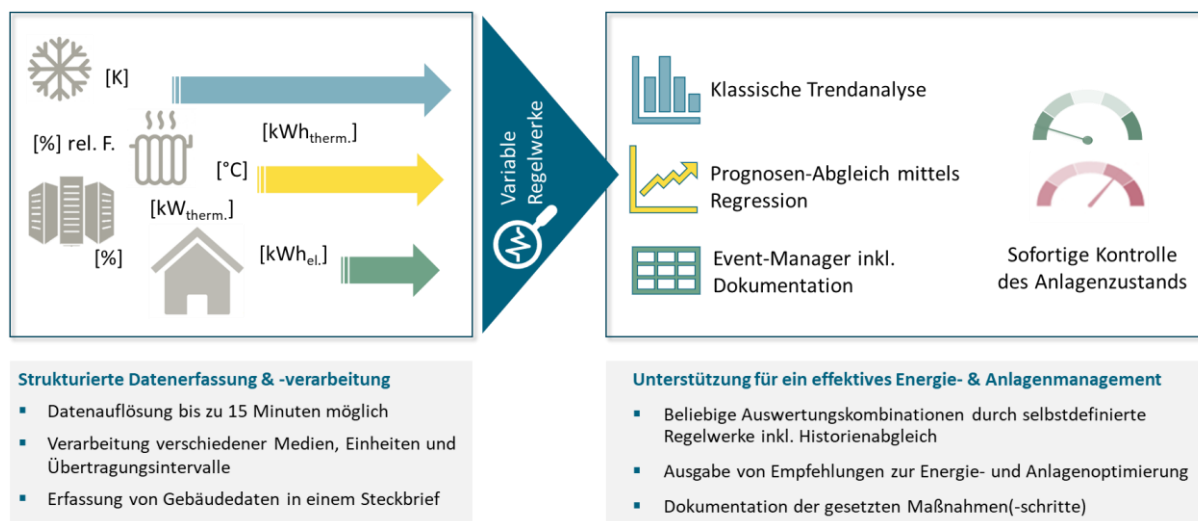 [K]
[%] rel. F.
[kWhtherm.]
[°C]
[kWtherm.]
[%]
[kWhel.]
Variable
Regelwerke
Klassische Trendanalyse
Prognosen-Abgleich mittels
Regression
Event-Manager inkl.
Dokumentation
Sofortige Kontrolle
des Anlagenzustands
Strukturierte Datenerfassung & -verarbeitung
▪ Datenauflösung bis zu 15 Minuten möglich
▪ Verarbeitung verschiedener Medien, Einheiten und
Übertragungsintervalle
▪ Erfassung von Gebäudedaten in einem Steckbrief
Unterstützung für ein effektives Energie- & Anlagenmanagement
▪ Beliebige Auswertungskombinationen durch selbstdefinierte
Regelwerke inkl. Historienabgleich
▪ Ausgabe von Empfehlungen zur Energie- und Anlagenoptimierung
▪ Dokumentation der gesetzten Maßnahmen(-schritte)